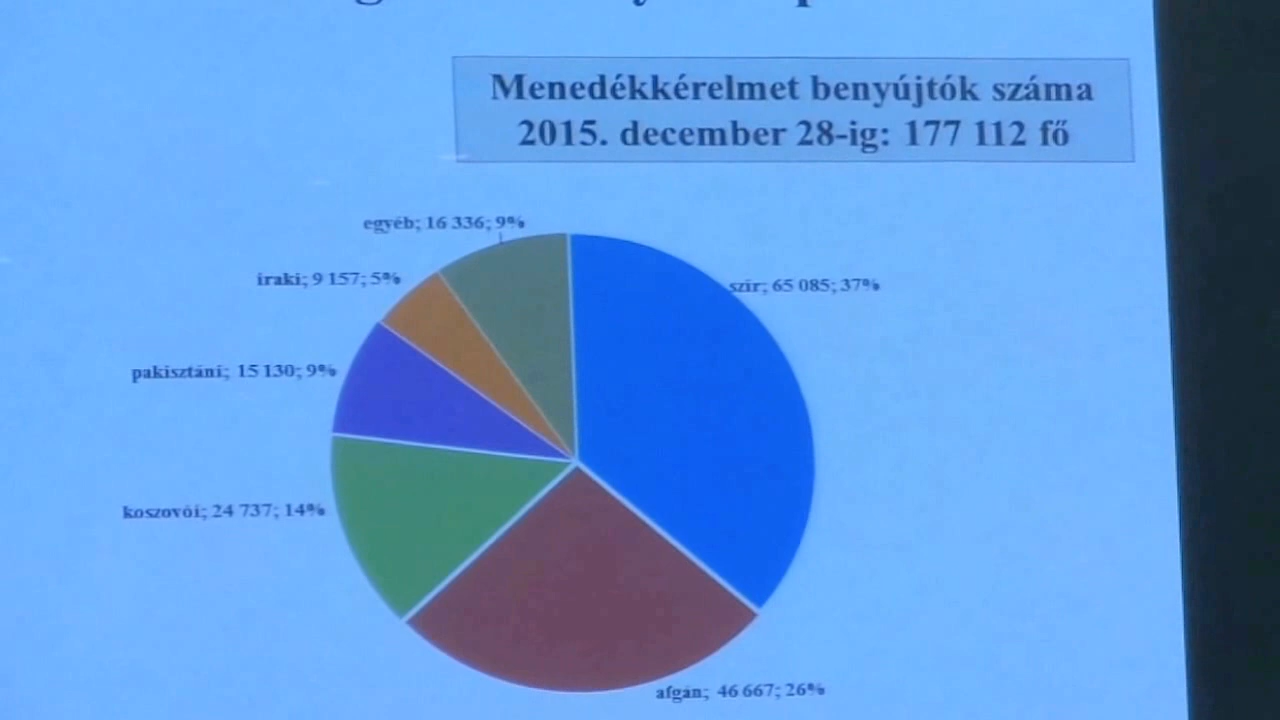 Menedékkérelmet benyújtók száma
2015. december 28-ig: 177 112 fő
egyéb; 16 336; 9%
iraki; 9 157; 5%
szír; 65 085; 37%
pakisztáni; 15 130; 9%
koszovói; 24 737; 14%
afgán; 46 667; 26%